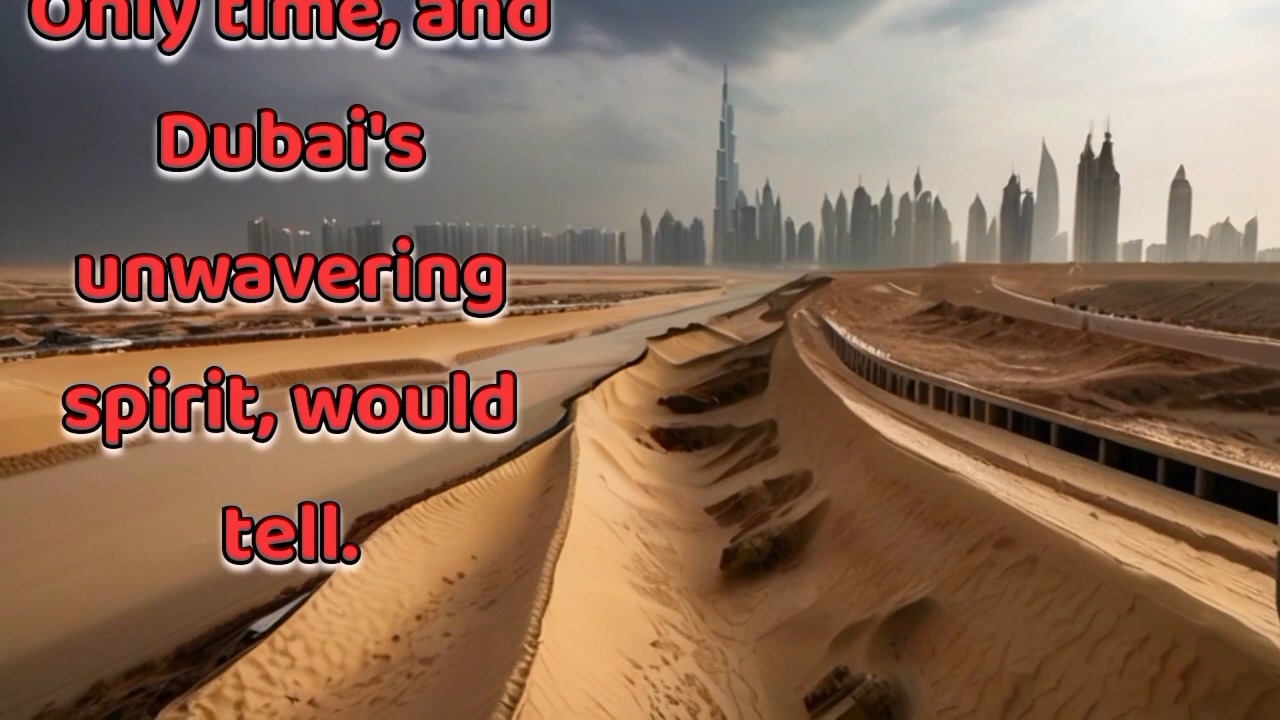 Only time, and
Dubai's
unwavering
spirit, would
tell.